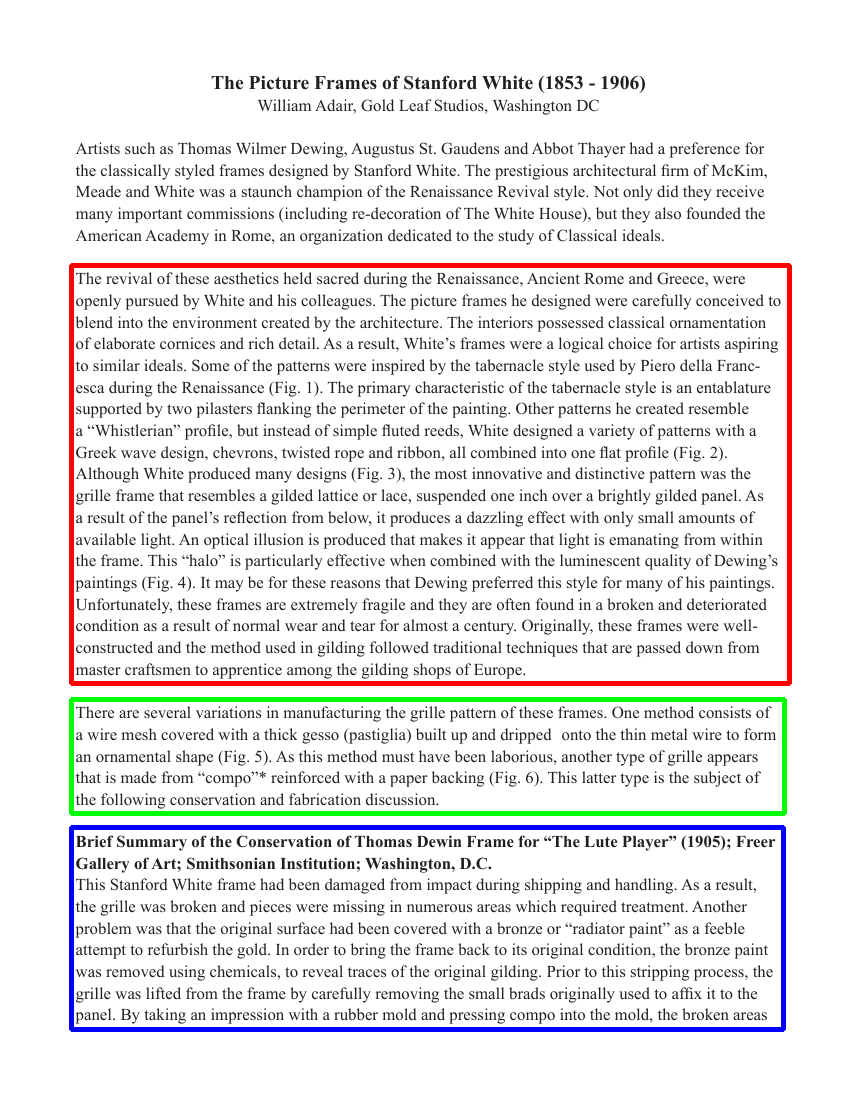 The Picture Frames of Stanford White (1853 - 1906)
William Adair, Gold Leaf Studios, Washington DC
Artists such as Thomas Wilmer Dewing, Augustus St. Gaudens and Abbot Thayer had a preference for
the classically styled frames designed by Stanford White. The prestigious architectural firm of McKim,
Meade and White was a staunch champion of the Renaissance Revival style. Not only did they receive
many important commissions (including re-decoration of The White House), but they also founded the
American Academy in Rome, an organization dedicated to the study of Classical ideals.
The revival of these aesthetics held sacred during the Renaissance, Ancient Rome and Greece, were
openly pursued by White and his colleagues. The picture frames he designed were carefully conceived to
blend into the environment created by the architecture. The interiors possessed classical ornamentation
of elaborate cornices and rich detail. As a result, White's frames were a logical choice for artists aspiring
to similar ideals. Some of the patterns were inspired by the tabernacle style used by Piero della Franc-
esca during the Renaissance (Fig. 1). The primary characteristic of the tabernacle style is an entablature
supported by two pilasters flanking the perimeter of the painting. Other patterns he created resemble
a “Whistlerian” profile, but instead of simple fluted reeds, White designed a variety of patterns with a
Greek wave design, chevrons, twisted rope and ribbon, all combined into one flat profile (Fig. 2).
Although White produced many designs (Fig. 3), the most innovative and distinctive pattern was the
grille frame that resembles a gilded lattice or lace, suspended one inch over a brightly gilded panel. As
a result of the panel's reflection from below, it produces a dazzling effect with only small amounts of
available light. An optical illusion is produced that makes it appear that light is emanating from within
the frame. This “halo” is particularly effective when combined with the luminescent quality of Dewing's
paintings (Fig. 4). It may be for these reasons that Dewing preferred this style for many of his paintings.
Unfortunately, these frames are extremely fragile and they are often found in a broken and deteriorated
condition as a result of normal wear and tear for almost a century. Originally, these frames were well-
constructed and the method used in gilding followed traditional techniques that are passed down from
master craftsmen to apprentice among the gilding shops of Europe.
There are several variations in manufacturing the grille pattern of these frames. One method consists of
a wire mesh covered with a thick gesso (pastiglia) built up and dripped  onto the thin metal wire to form
an ornamental shape (Fig. 5). As this method must have been laborious, another type of grille appears
that is made from “compo”* reinforced with a paper backing (Fig. 6). This latter type is the subject of
the following conservation and fabrication discussion.
Brief Summary of the Conservation of Thomas Dewin Frame for “The Lute Player” (1905); Freer
Gallery of Art; Smithsonian Institution; Washington, D.C.
This Stanford White frame had been damaged from impact during shipping and handling. As a result,
the grille was broken and pieces were missing in numerous areas which required treatment. Another
problem was that the original surface had been covered with a bronze or “radiator paint” as a feeble
attempt to refurbish the gold. In order to bring the frame back to its original condition, the bronze paint
was removed using chemicals, to reveal traces of the original gilding. Prior to this stripping process, the
grille was lifted from the frame by carefully removing the small brads originally used to affix it to the
panel. By taking an impression with a rubber mold and pressing compo into the mold, the broken areas